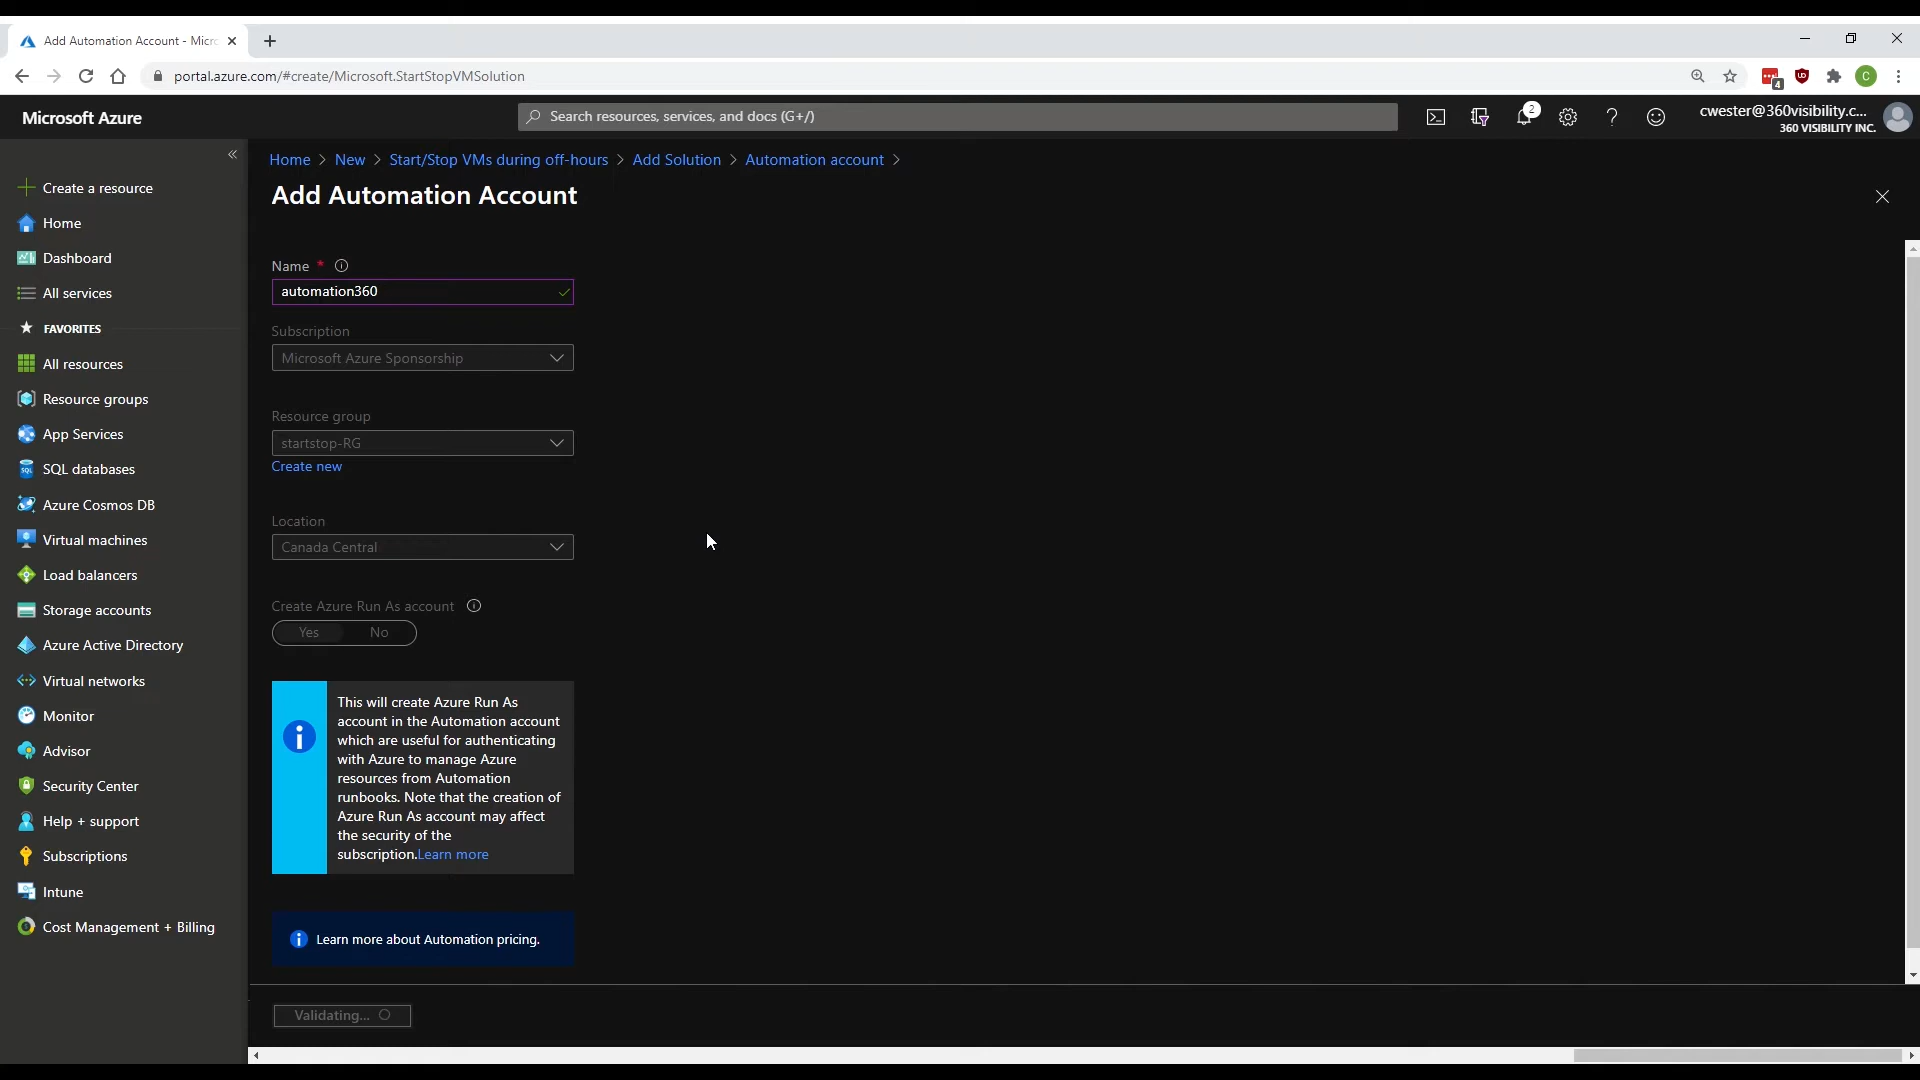 Add Automation Account - Micr
portal.azure.com/#create/Microsoft.StartStopVMSolution
4
UD
C
Microsoft Azure
Search resources, services, and docs (G+/)
2
cwester@360visibility.c...
360 VISIBILITY INC.
Create a resource
Home
Dashboard
All services
FAVORITES
All resources
Resource groups
App Services
SQL databases
Azure Cosmos DB
Virtual machines
Load balancers
Storage accounts
Azure Active Directory
Virtual networks
Monitor
Advisor
Security Center
Help + support
Subscriptions
Intune
Cost Management + Billing
Home > New > Start/Stop VMs during off-hours > Add Solution > Automation account >
Add Automation Account
Name *
automation360
Subscription
Microsoft Azure Sponsorship
Resource group
startstop-RG
Create new
Location
Canada Central
Create Azure Run As account
Yes No
This will create Azure Run As
account in the Automation account
which are useful for authenticating
with Azure to manage Azure
resources from Automation
runbooks. Note that the creation of
Azure Run As account may affect
the security of the
subscription.Learn more
Learn more about Automation pricing.
Validating...